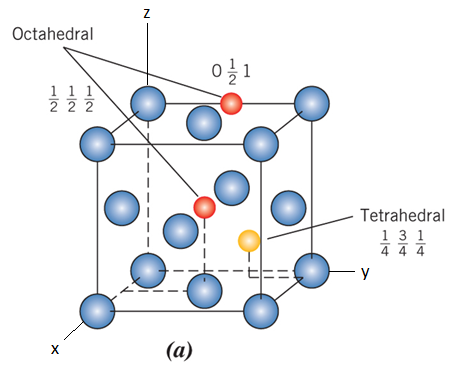 z
Octahedral
0 1/2 1
1/2 1/2 1/2
Tetrahedral
1/4 3/4 1/4
y
x
(a)